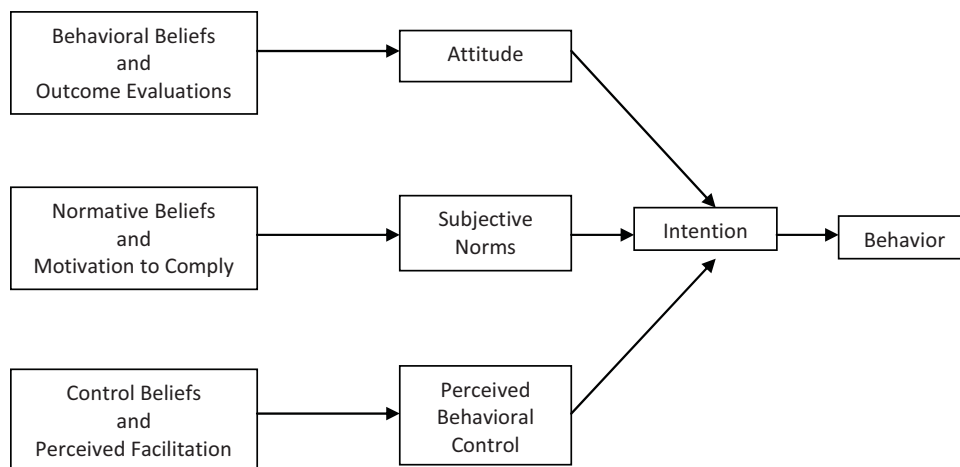 Behavioral Beliefs
and
Outcome Evaluations
Attitude
Normative Beliefs
and
Motivation to Comply
Subjective
Norms
Intention
Behavior
Control Beliefs
and
Perceived Facilitation
Perceived
Behavioral
Control